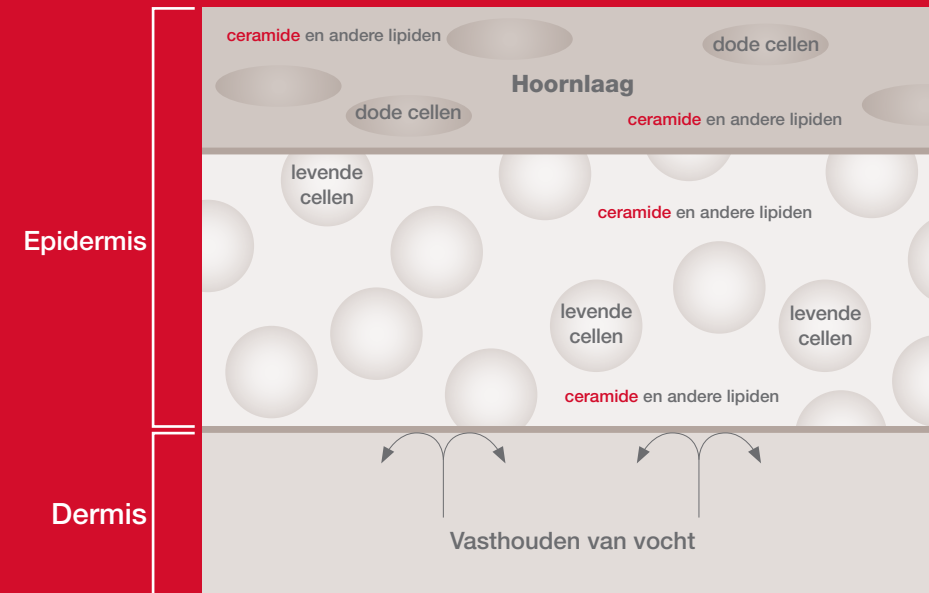 ceramide en andere lipiden
dode cellen
Hoornlaag
dode cellen
ceramide en andere lipiden
levende
cellen
ceramide en andere lipiden
Epidermis
levende
cellen
levende
cellen
ceramide en andere lipiden
Dermis
Vasthouden van vocht